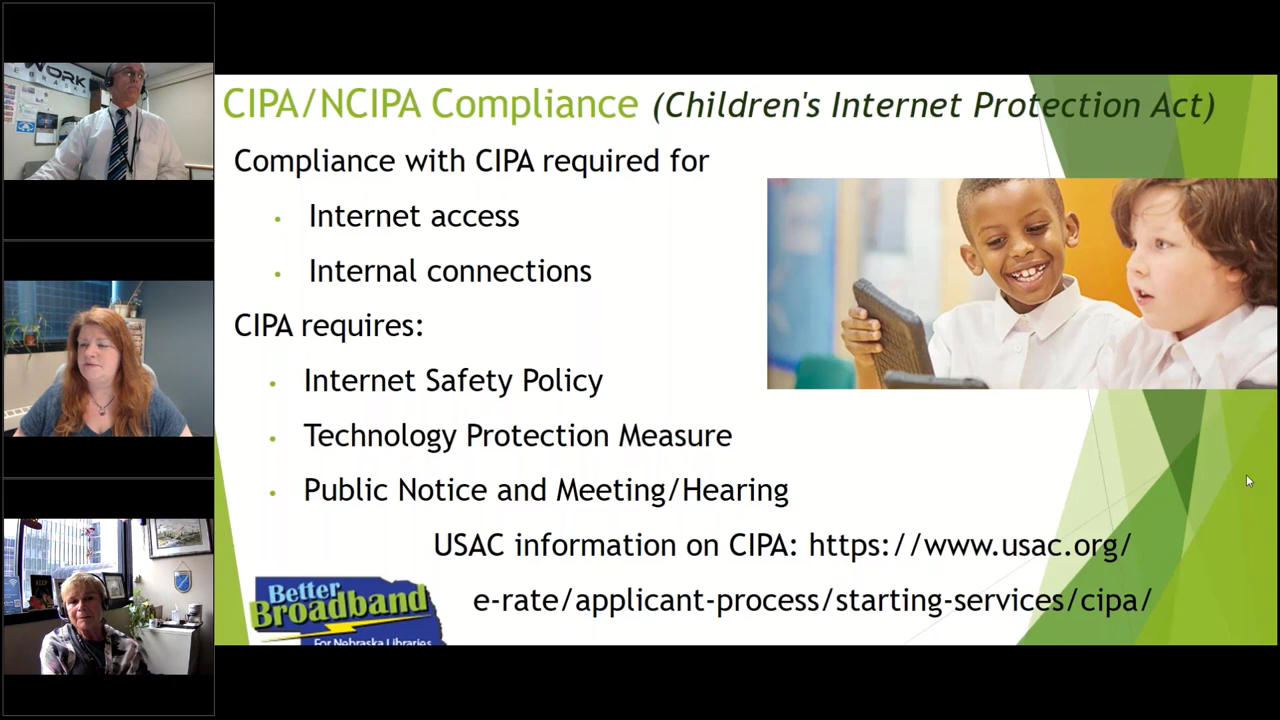 CIPA/NCIPA Compliance (Children's Internet Protection Act)
Compliance with CIPA required for
• Internet access
• Internal connections
CIPA requires:
• Internet Safety Policy
• Technology Protection Measure
• Public Notice and Meeting/Hearing
USAC information on CIPA: https://www.usac.org/
e-rate/applicant-process/starting-services/cipa/
Better
Broadband
For Nebraska Libraries
WORK